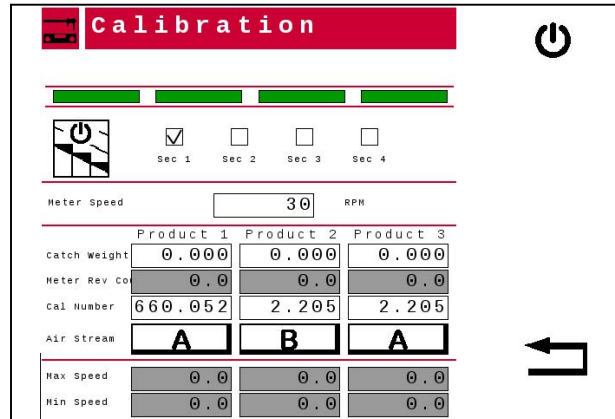 Calibration
Sec 1 Sec 2 Sec 3 Sec 4
Meter Speed 30 RPM
Product 1 Product 2 Product 3
Catch Weight 0.000 0.000 0.000
Meter Rev Cou 0.0 0.0 0.0
Cal Number 660.052 2.205 2.205
Air Stream A B A
Max Speed 0.0 0.0 0.0
Min Speed 0.0 0.0 0.0